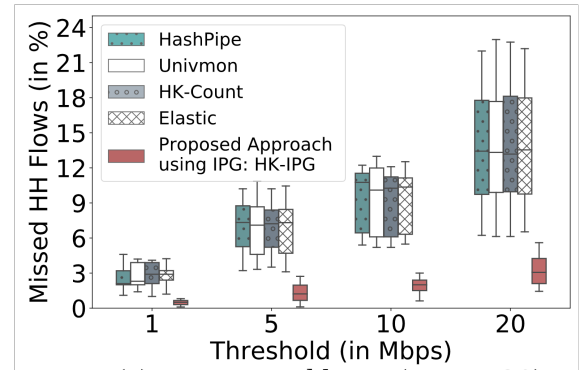 Missed HH Flows (in %)
24
21
18
15
12
9
6
3
0
HashPipe
Univmon
HK-Count
Elastic
Proposed Approach
using IPG: HK-IPG
1 5 10 20
Threshold (in Mbps)